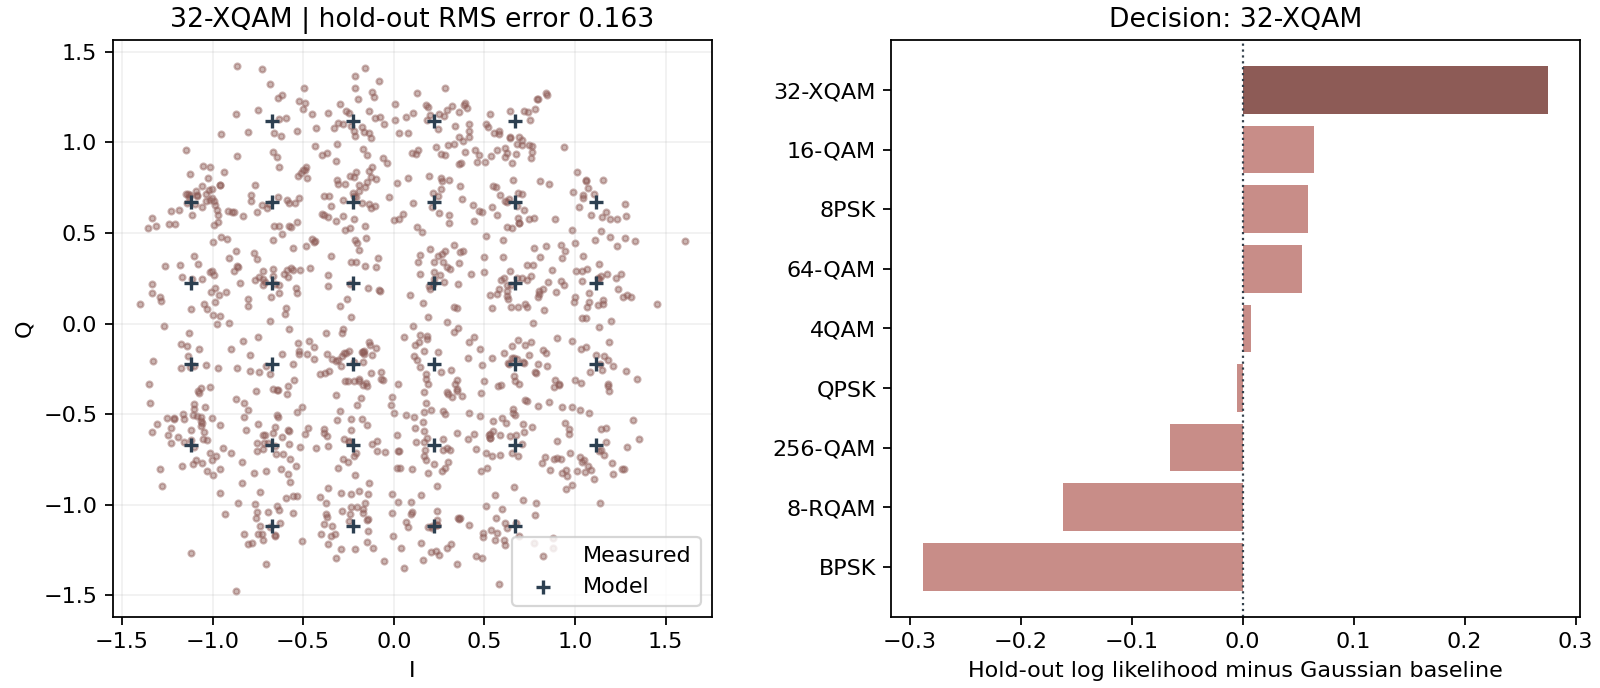 32-XQAM | hold-out RMS error 0.163
1.5
1.0
0.5
0.0
−0.5
−1.0
−1.5
Q
−1.5
−1.0
−0.5
0.0
0.5
1.0
1.5
I
Measured
Model
Decision: 32-XQAM
32-XQAM
16-QAM
8PSK
64-QAM
4QAM
QPSK
256-QAM
8-RQAM
BPSK
−0.3
−0.2
−0.1
0.0
0.1
0.2
0.3
Hold-out log likelihood minus Gaussian baseline